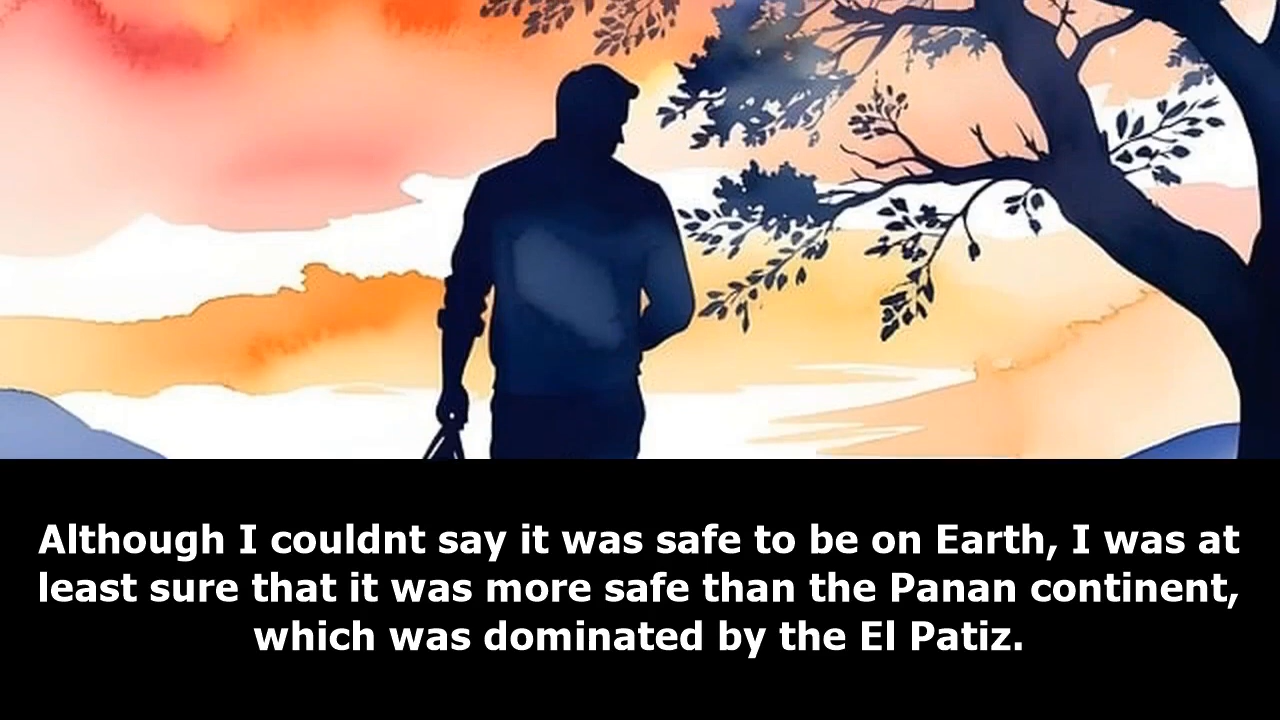 Although I couldnt say it was safe to be on Earth, I was at
least sure that it was more safe than the Panan continent,
which was dominated by the El Patiz.